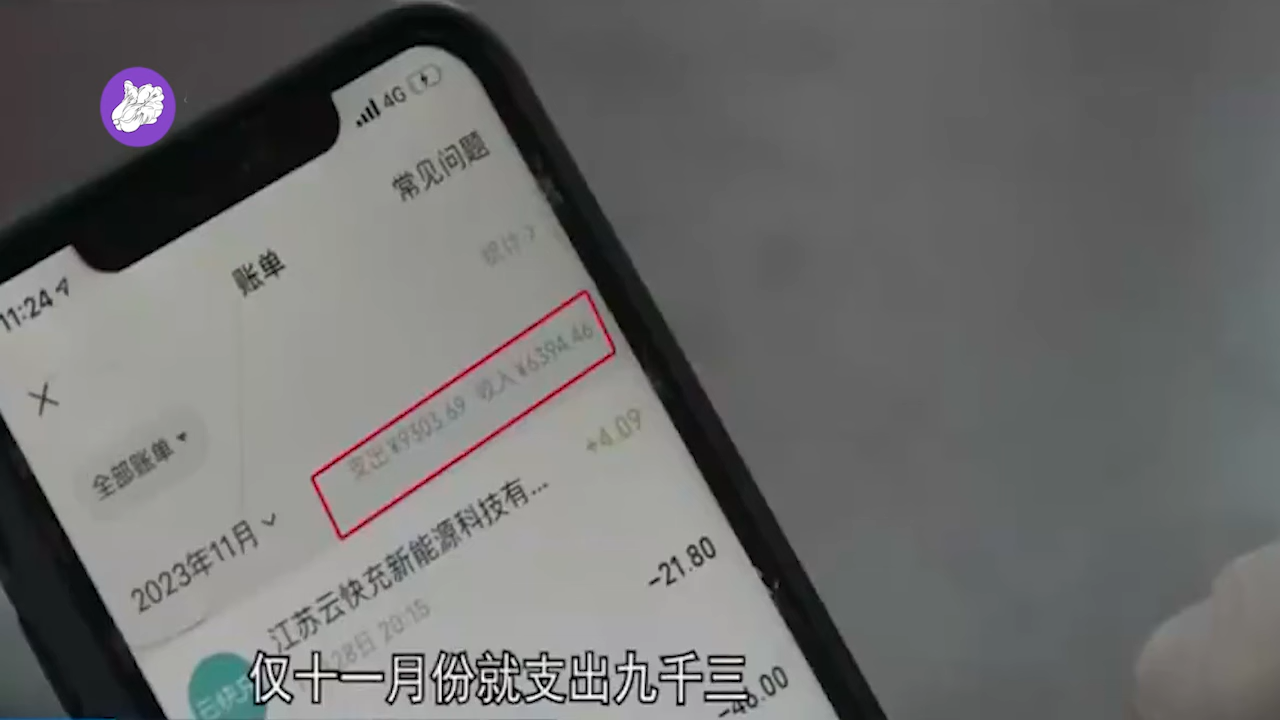 4G
11:24
常见问题
账单
统计
全部账单
支出¥9303.69 收入¥6394.46
2023年11月
+4.09
江苏云快充新能源科技有...
28日 20:15
-21.80
云快充
-46.00
仅十一月份就支出九千三